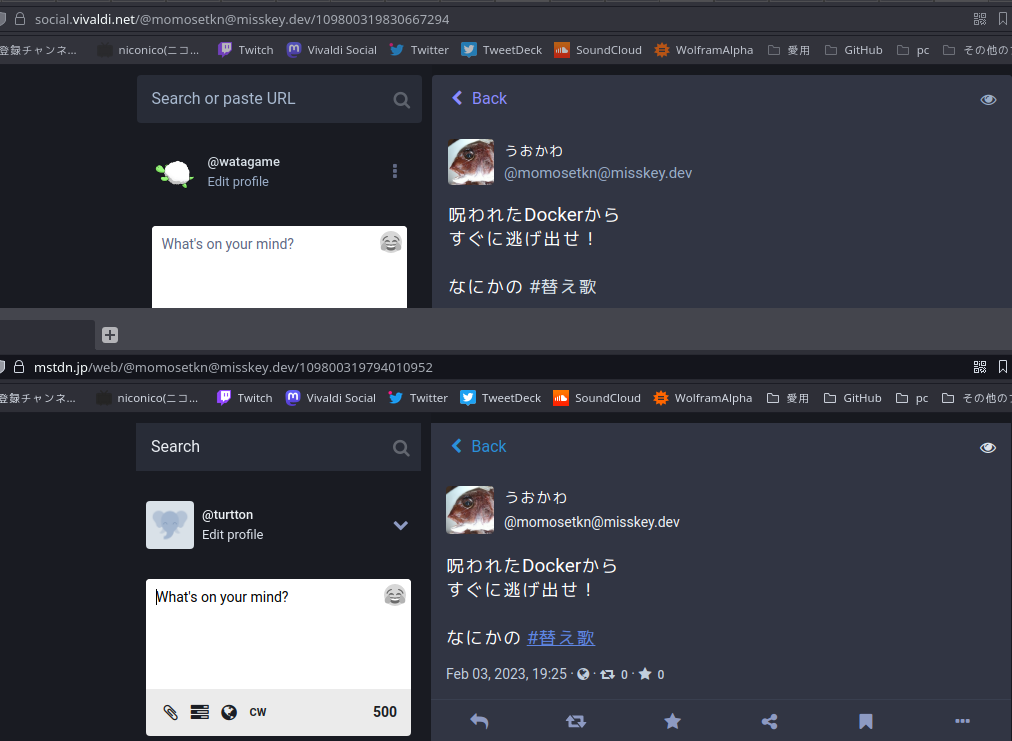 social.vivaldi.net/@momosetkn@misskey.dev/109800319830667294
登録チャンネ... niconico(ニコ... Twitch Vivaldi Social Twitter TweetDeck SoundCloud WolframAlpha 愛用 GitHub pc その他の
Search or paste URL
Back
@watagame
Edit profile
うおかわ
@momosetkn@misskey.dev
What's on your mind?
呪われたDockerから
すぐに逃げ出せ！
なにかの #替え歌
mstdn.jp/web/@momosetkn@misskey.dev/109800319794010952
登録チャンネ... niconico(ニコ... Twitch Vivaldi Social Twitter TweetDeck SoundCloud WolframAlpha 愛用 GitHub pc その他の
Search
Back
@turtton
Edit profile
うおかわ
@momosetkn@misskey.dev
What's on your mind?
呪われたDockerから
すぐに逃げ出せ！
なにかの #替え歌
Feb 03, 2023, 19:25 · · 0 · 0
CW 500